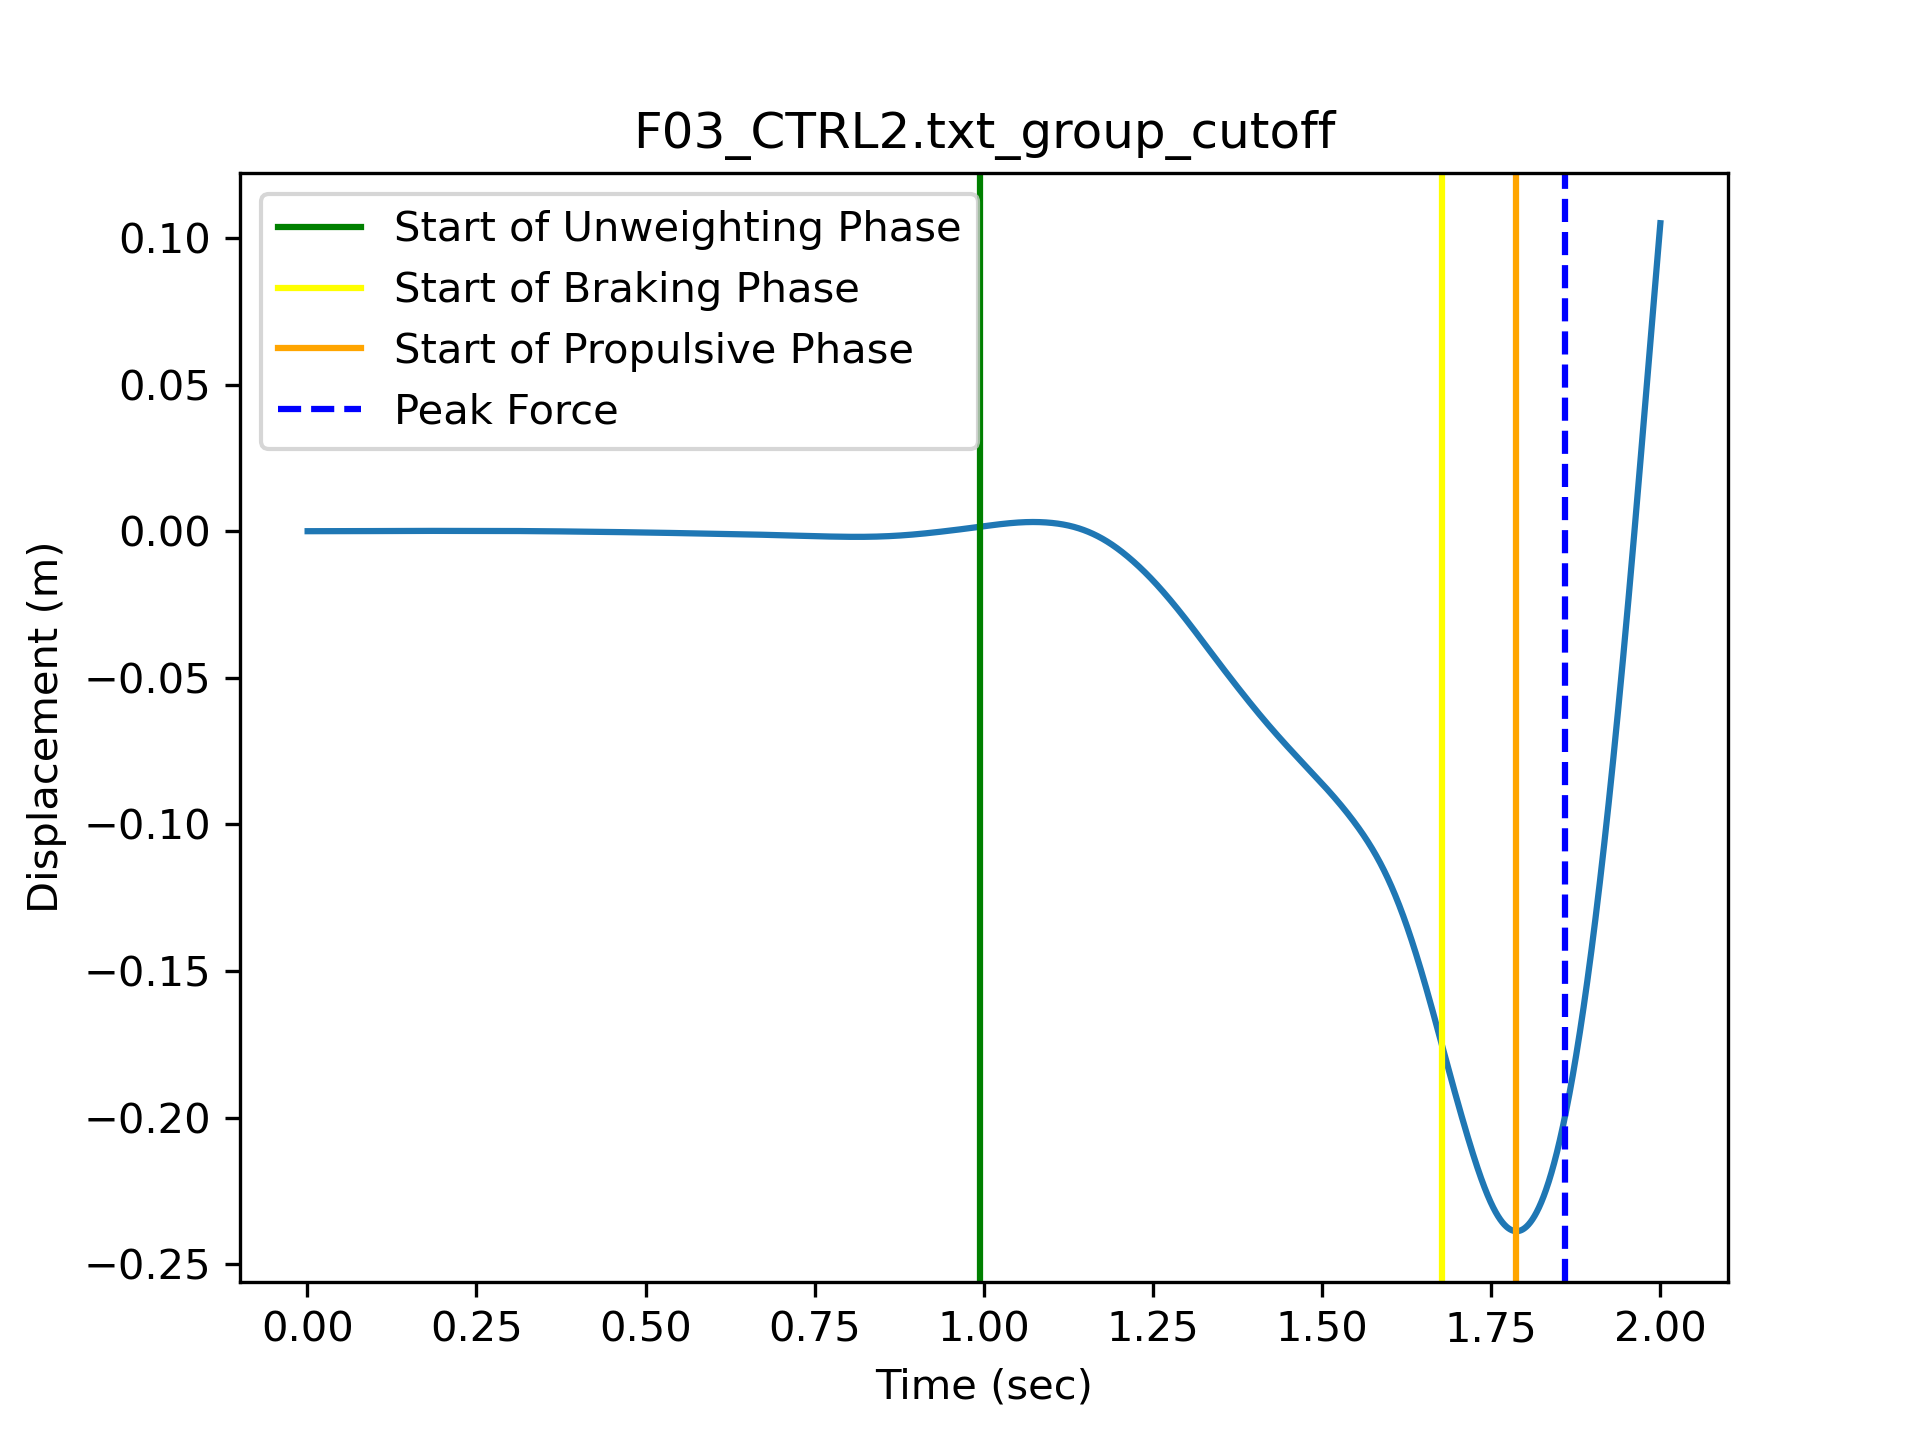 F03_CTRL2.txt_group_cutoff
Start of Unweighting Phase
Start of Braking Phase
Start of Propulsive Phase
Peak Force
0.10
0.05
0.00
−0.05
−0.10
−0.15
−0.20
−0.25
Displacement (m)
0.00 0.25 0.50 0.75 1.00 1.25 1.50 1.75 2.00
Time (sec)